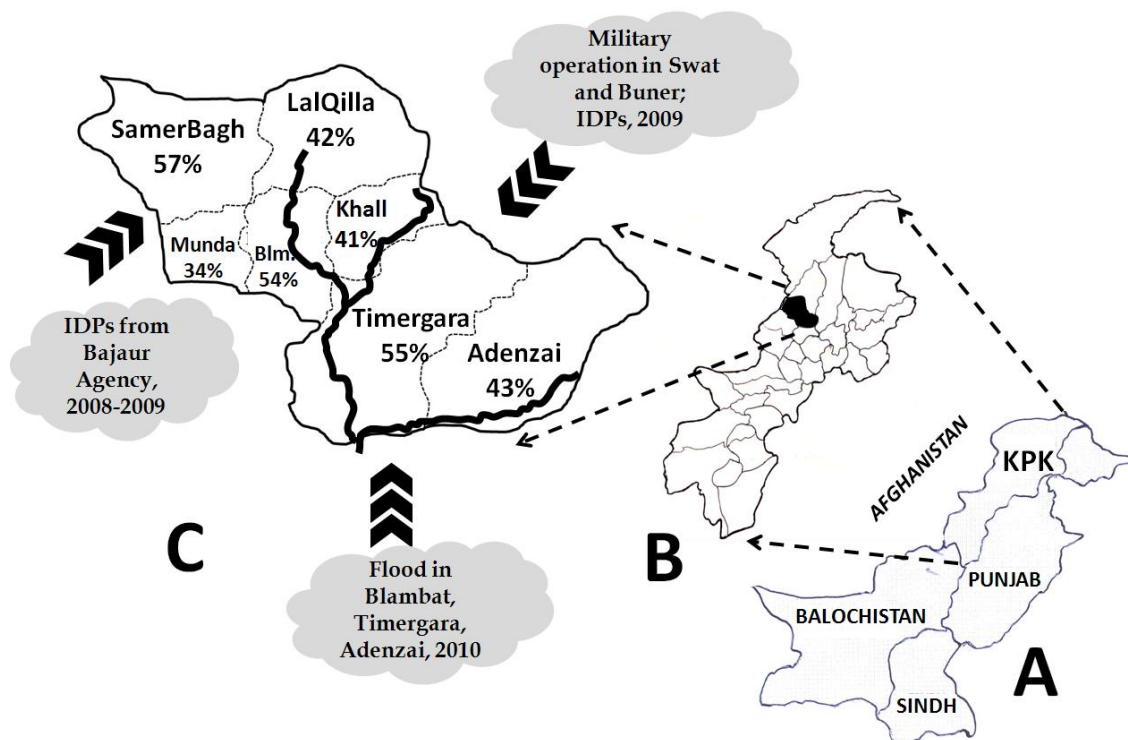 Military
operation in Swat
and Buner;
IDPs, 2009
LalQilla
42%
SamerBagh
57%
Khall
41%
Munda
34%
Blm.
54%
Timergara
55%
Adenzai
43%
IDPs from
Bajaur
Agency,
2008-2009
C
Flood in
Blambat,
Timergara,
Adenzai, 2010
B
AFGHANISTAN
KPK
PUNJAB
BALOCHISTAN
SINDH
A